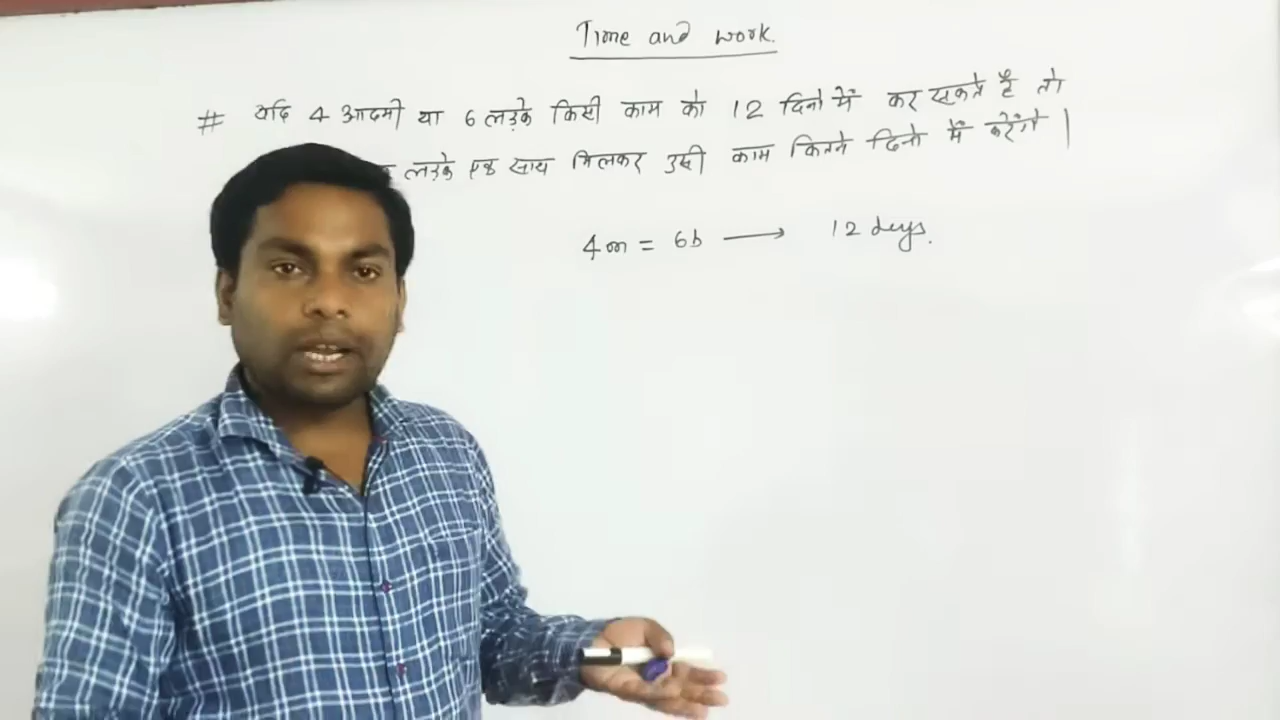 Time and work.
# यदि 4 आदमी या 6 लड़के किसी काम को 12 दिनो में कर सकते है तो
लड़के एक साथ मिलकर उसी काम कितने दिनो में करेंगे |
4m = 6b ⟶ 12 days.